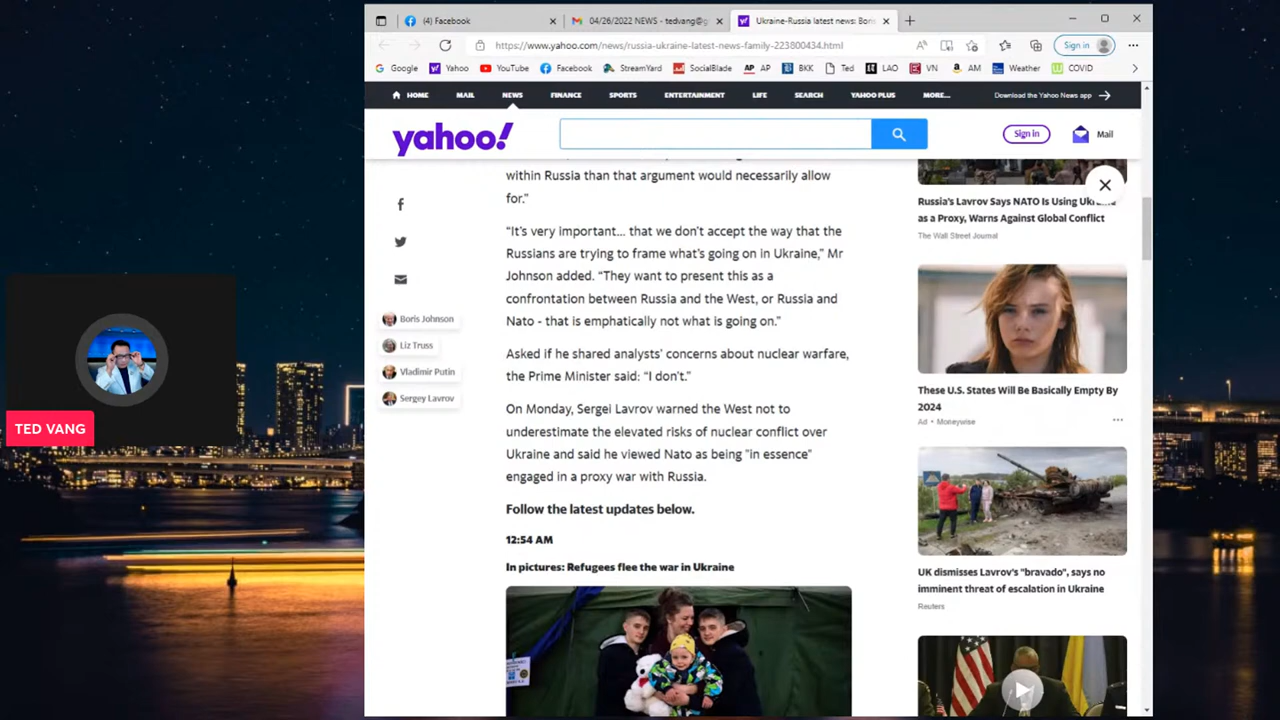 (4) Facebook
04/26/2022 NEWS - tedvang@g
Ukraine-Russia latest news: Bori
https://www.yahoo.com/news/russia-ukraine-latest-news-family-223800434.html
Sign in
Google Yahoo YouTube Facebook StreamYard SocialBlade AP AP BKK Ted LAO VN AM Weather COVID
HOME MAIL NEWS FINANCE SPORTS ENTERTAINMENT LIFE SEARCH YAHOO PLUS MORE... Download the Yahoo News app
yahoo!
Sign in
Mail
within Russia than that argument would necessarily allow
for.”
“It’s very important... that we don’t accept the way that the
Russians are trying to frame what’s going on in Ukraine,” Mr
Johnson added. “They want to present this as a
confrontation between Russia and the West, or Russia and
Nato - that is emphatically not what is going on.”
Asked if he shared analysts’ concerns about nuclear warfare,
the Prime Minister said: “I don’t.”
On Monday, Sergei Lavrov warned the West not to
underestimate the elevated risks of nuclear conflict over
Ukraine and said he viewed Nato as being "in essence"
engaged in a proxy war with Russia.
Follow the latest updates below.
12:54 AM
In pictures: Refugees flee the war in Ukraine
Boris Johnson
Liz Truss
Vladimir Putin
Sergey Lavrov
TED VANG
Russia's Lavrov Says NATO Is Using
as a Proxy, Warns Against Global Conflict
The Wall Street Journal
These U.S. States Will Be Basically Empty By
2024
Ad • Moneywise
UK dismisses Lavrov's "bravado", says no
imminent threat of escalation in Ukraine
Reuters